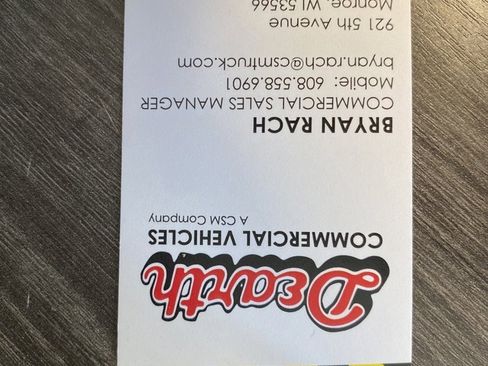 Dearth
COMMERCIAL VEHICLES
A CSM Company
BRYAN RACH
COMMERCIAL SALES MANAGER
Mobile: 608.558.6901
bryan.rach@csmtruck.com
921 5th Avenue
Monroe, WI 53566